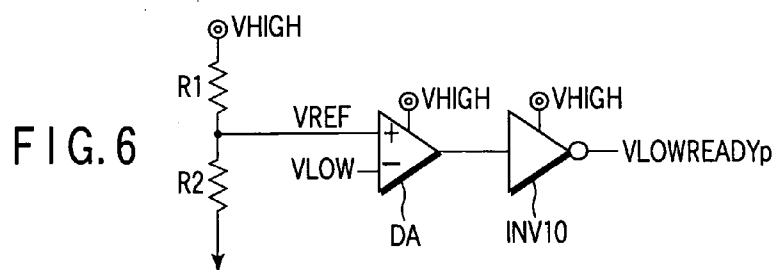 VHIGH
R1
VREF
VHIGH
VHIGH
FIG. 6
+
VLOW
−
VLOWREADYp
R2
DA
INV10